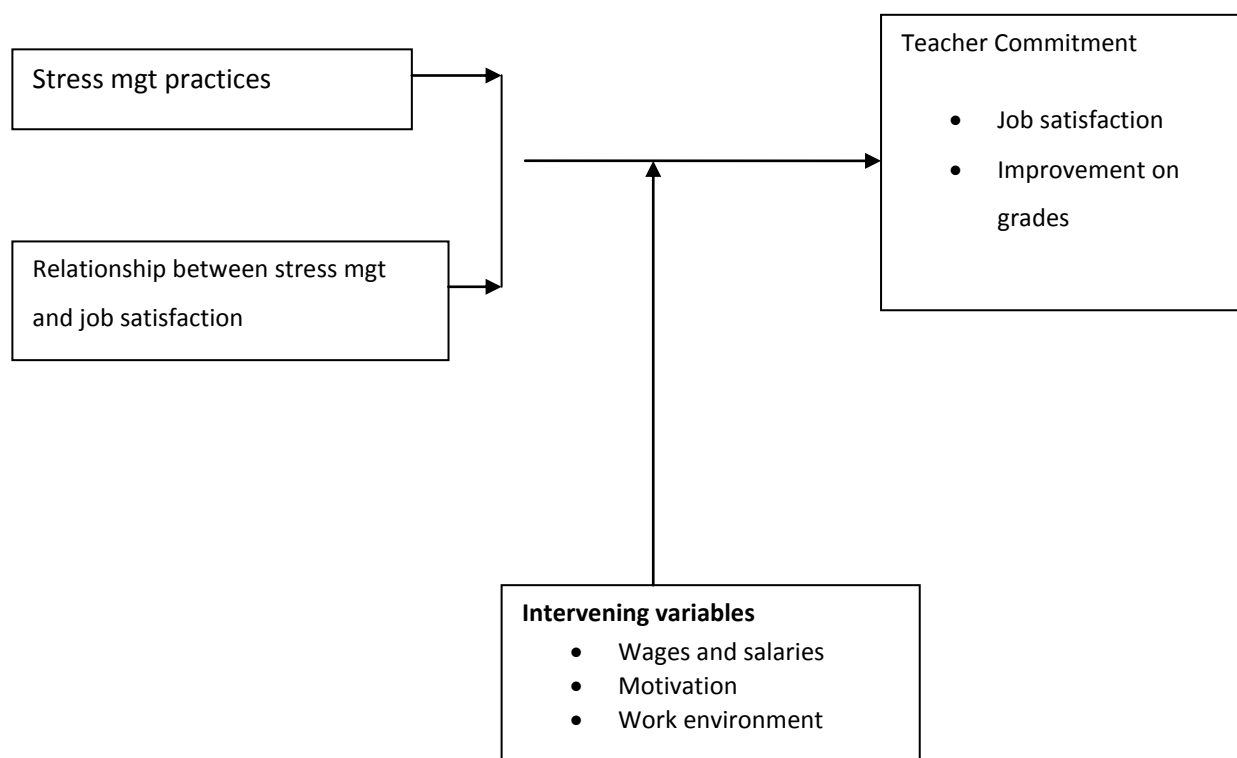 Stress mgt practices
Relationship between stress mgt
and job satisfaction
Teacher Commitment
• Job satisfaction
• Improvement on
grades
Intervening variables
• Wages and salaries
• Motivation
• Work environment